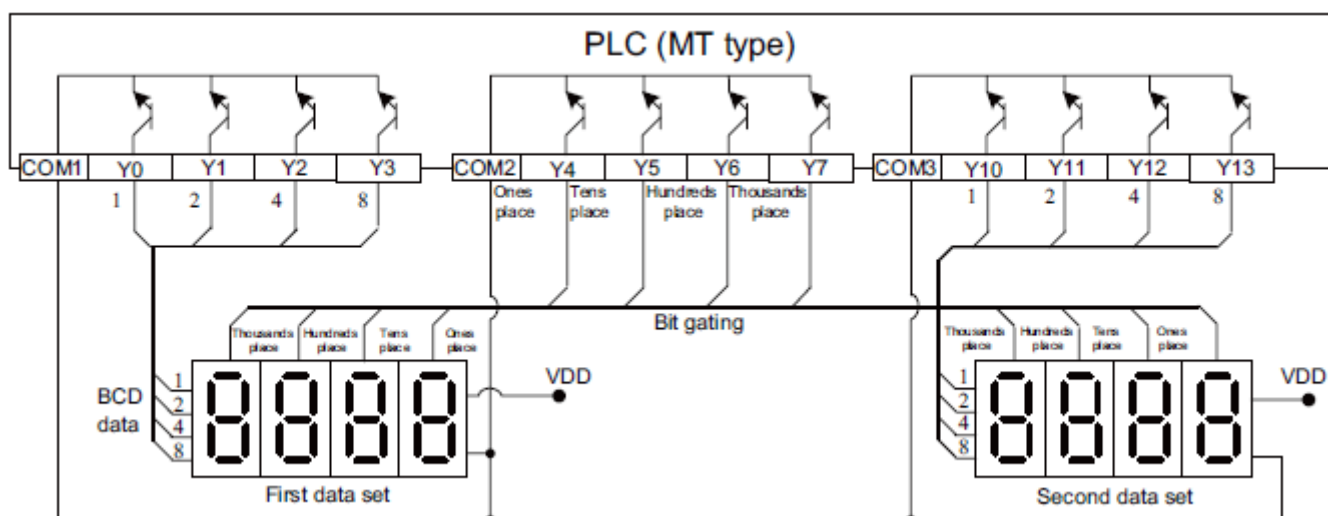 PLC (MT type)
COM1 Y0 Y1 Y2 Y3 COM2 Y4 Y5 Y6 Y7 COM3 Y10 Y11 Y12 Y13
1 2 4 8
Ones place
Tens place
Hundreds place
Thousands place
1 2 4 8
Bit gating
Thousands place
Hundreds place
Tens place
Ones place
Thousands place
Hundreds place
Tens place
Ones place
BCD data
1
2
4
8
8888
VDD
1
2
4
8
8888
VDD
First data set
Second data set